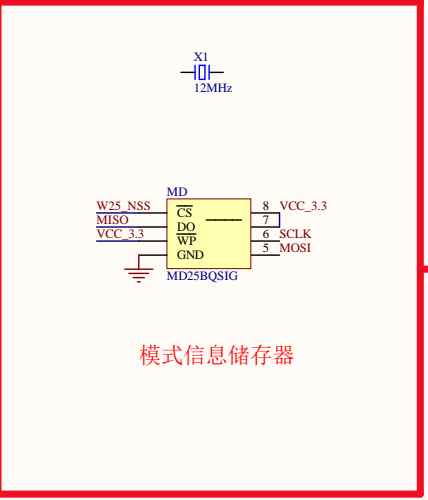 X1
12MHz
MD
W25_NSS
CS
8
VCC_3.3
MISO
DO
7
VCC_3.3
WP
6
SCLK
GND
5
MOSI
MD25BQSIG
模式信息储存器